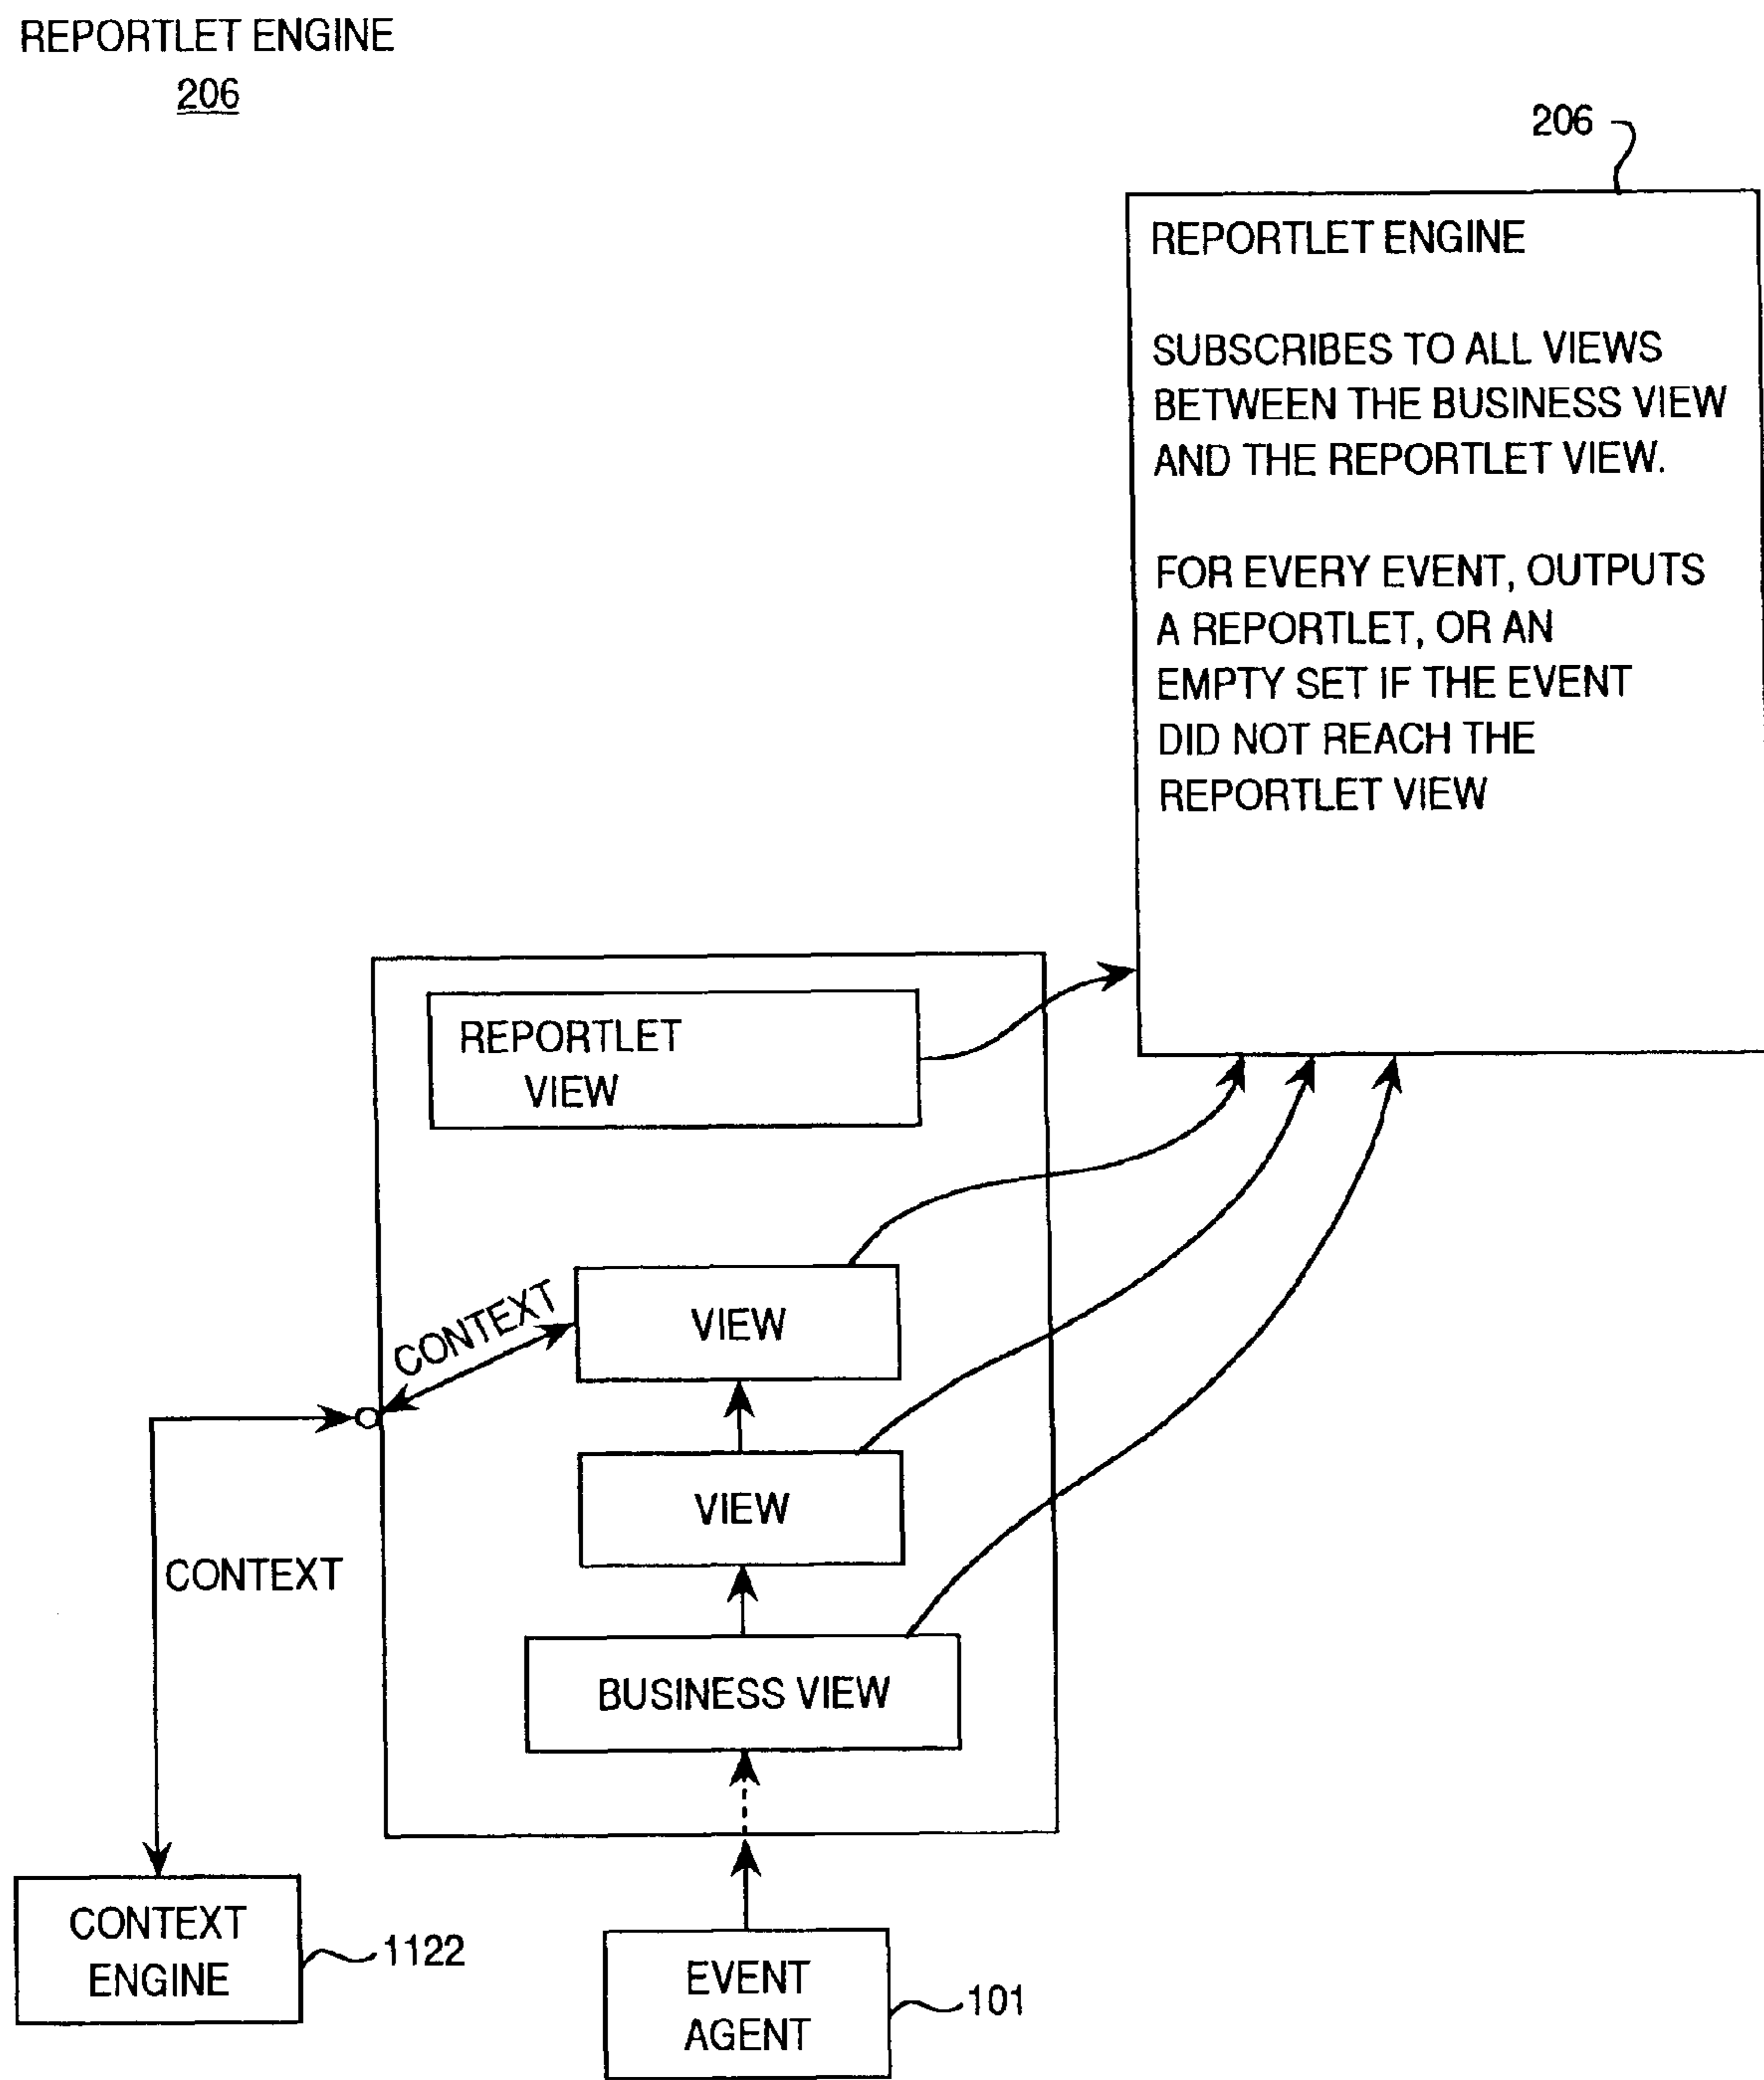 REPORTLET ENGINE
206
206
REPORTLET ENGINE
SUBSCRIBES TO ALL VIEWS
BETWEEN THE BUSINESS VIEW
AND THE REPORTLET VIEW.
FOR EVERY EVENT, OUTPUTS
A REPORTLET, OR AN
EMPTY SET IF THE EVENT
DID NOT REACH THE
REPORTLET VIEW
REPORTLET
VIEW
CONTEXT
VIEW
VIEW
CONTEXT
BUSINESS VIEW
CONTEXT
ENGINE
1122
EVENT
AGENT
101